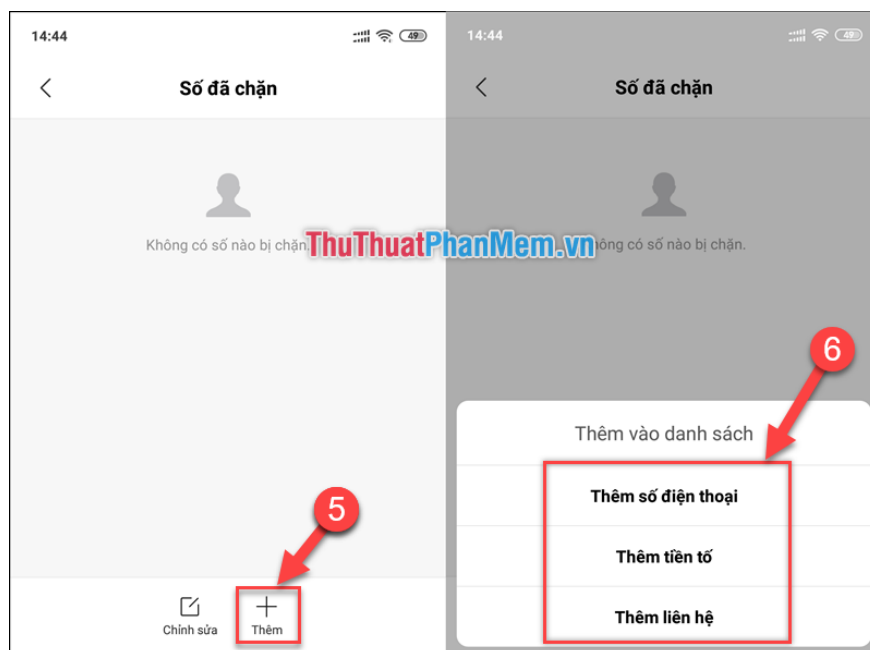 14:44
49
Số đã chặn
Không có số nào bị chặn.
5
Chỉnh sửa
Thêm
14:44
49
Số đã chặn
ông có số nào bị chặn.
ThuThuatPhanMem.vn
6
Thêm vào danh sách
Thêm số điện thoại
Thêm tiền tố
Thêm liên hệ